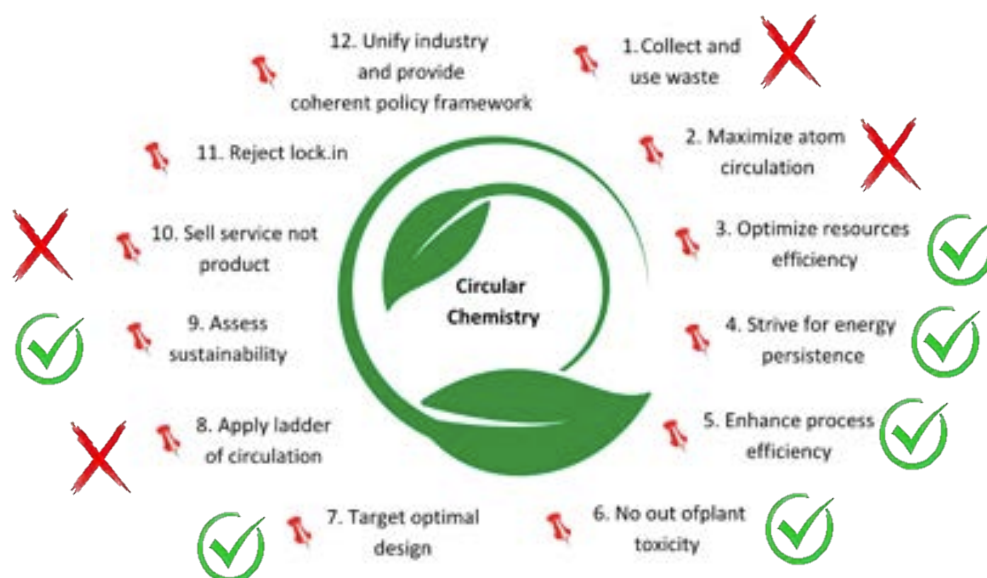 12. Unify industry
and provide
coherent policy framework
1.Collect and
use waste
2. Maximize atom
circulation
3. Optimize resources
efficiency
4. Strive for energy
persistence
5. Enhance process
efficiency
6. No out ofplant
toxicity
7. Target optimal
design
8. Apply ladder
of circulation
9. Assess
sustainability
10. Sell service not
product
11. Reject lock.in
Circular
Chemistry